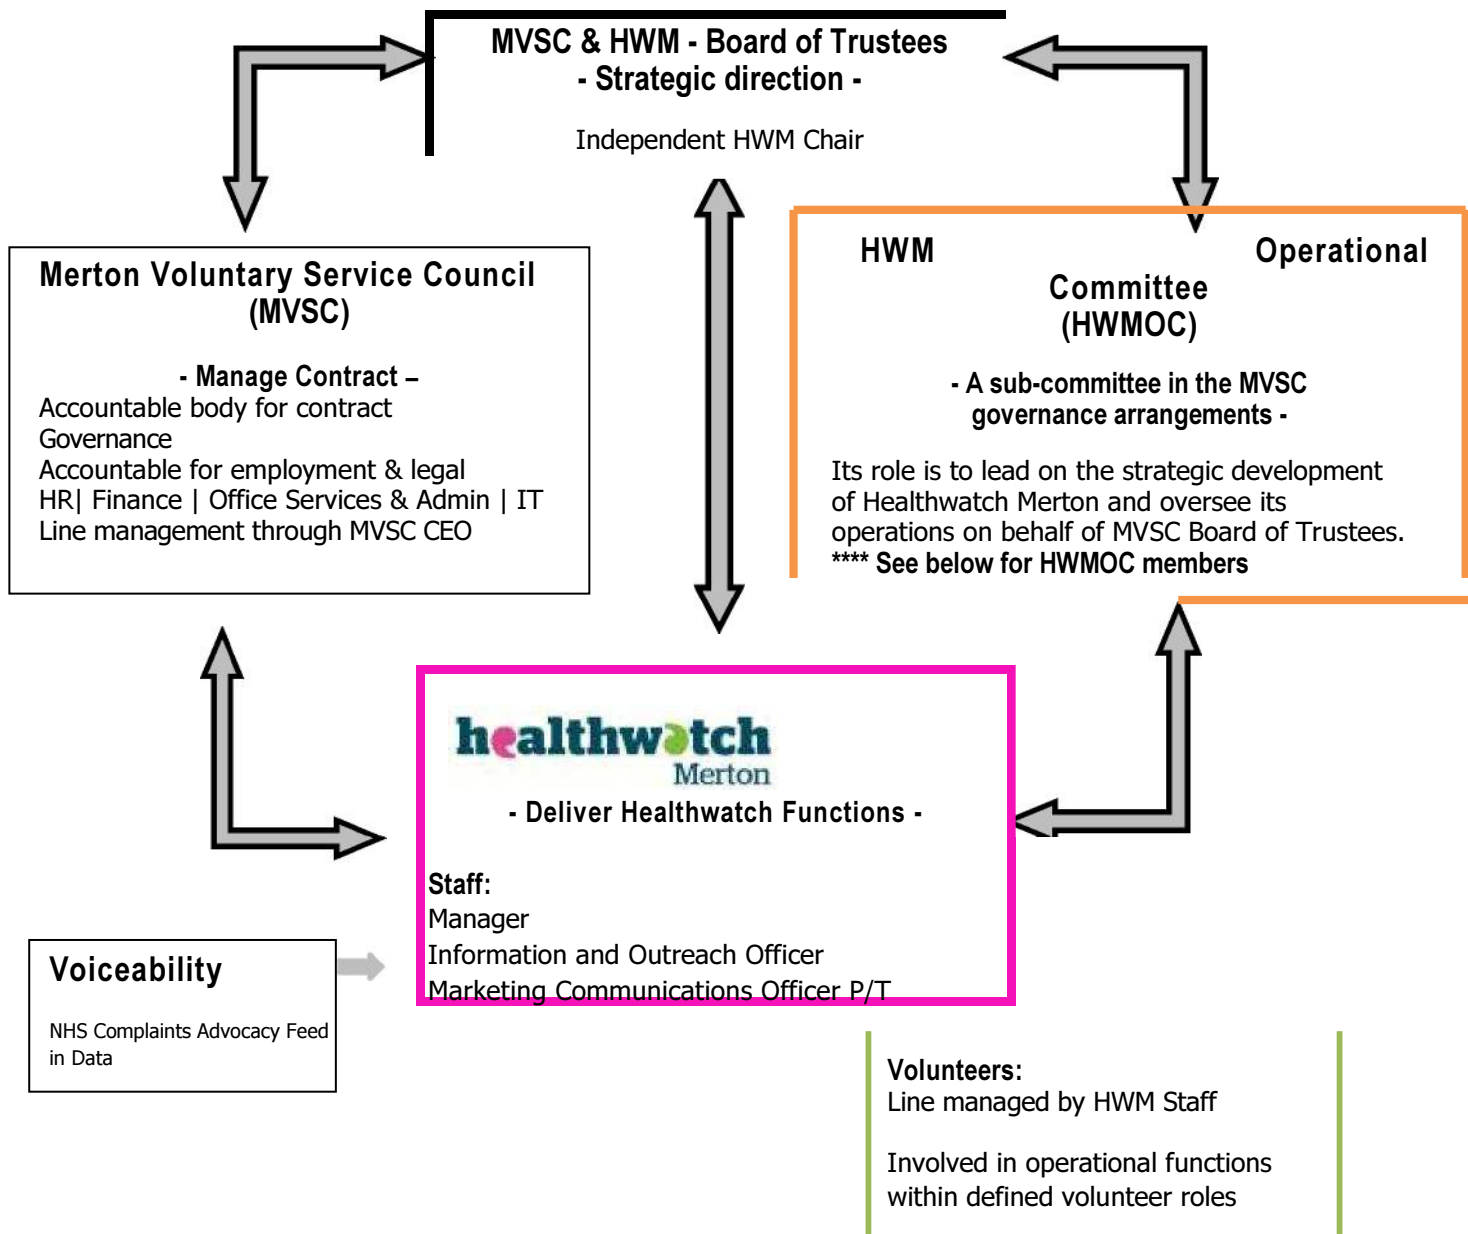 MVSC & HWM - Board of Trustees
- Strategic direction -
Independent HWM Chair
Merton Voluntary Service Council
(MVSC)
- Manage Contract –
Accountable body for contract
Governance
Accountable for employment & legal
HR| Finance | Office Services & Admin | IT
Line management through MVSC CEO
HWM Operational
Committee
(HWMOC)
- A sub-committee in the MVSC
governance arrangements -
Its role is to lead on the strategic development
of Healthwatch Merton and oversee its
operations on behalf of MVSC Board of Trustees.
**** See below for HWMOC members
healthwatch
Merton
- Deliver Healthwatch Functions -
Staff:
Manager
Information and Outreach Officer
Marketing Communications Officer P/T
Voiceability
NHS Complaints Advocacy Feed
in Data
Volunteers:
Line managed by HWM Staff
Involved in operational functions
within defined volunteer roles